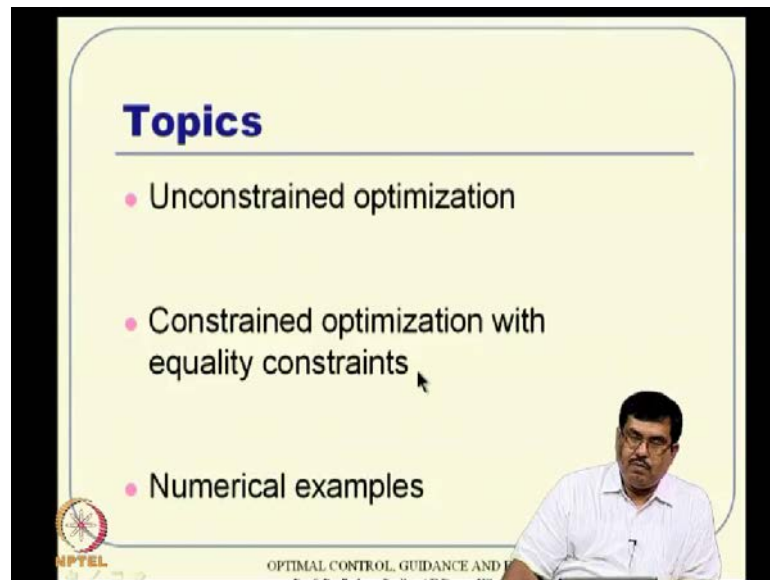 Topics
Unconstrained optimization
Constrained optimization with
equality constraints
Numerical examples
NPTEL
OPTIMAL CONTROL, GUIDANCE AND